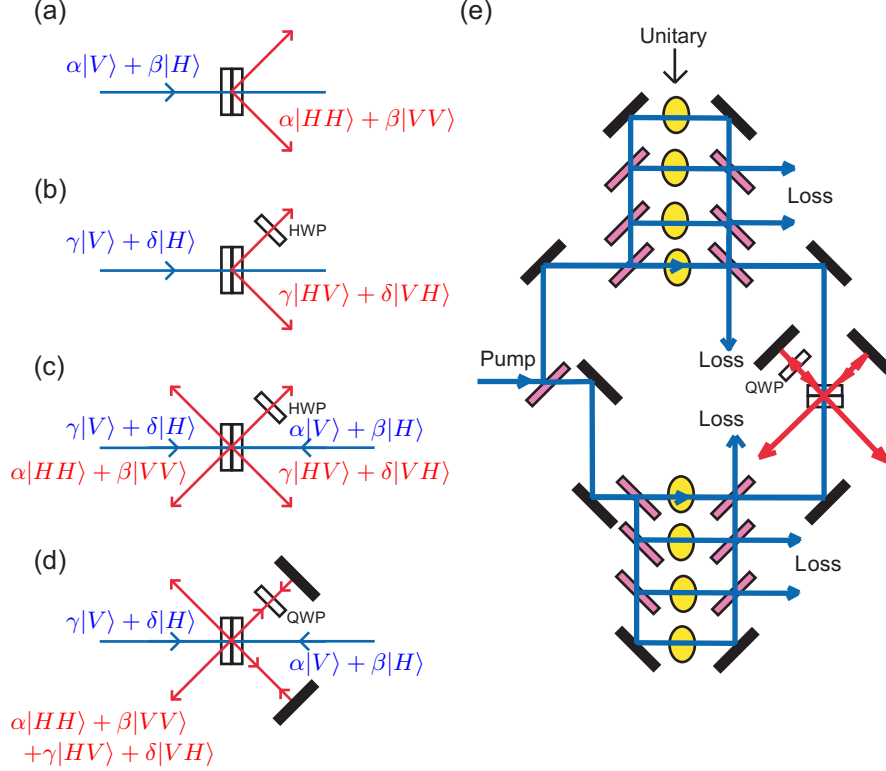 (a)
α|V⟩ + β|H⟩
α|HH⟩ + β|VV⟩
(b)
HWP
γ|V⟩ + δ|H⟩
γ|HV⟩ + δ|VH⟩
(c)
HWP
γ|V⟩ + δ|H⟩
α|V⟩ + β|H⟩
α|HH⟩ + β|VV⟩
γ|HV⟩ + δ|VH⟩
(d)
QWP
γ|V⟩ + δ|H⟩
α|V⟩ + β|H⟩
α|HH⟩ + β|VV⟩
+γ|HV⟩ + δ|VH⟩
(e)
Unitary
Loss
Pump
Loss
QWP
Loss
Loss